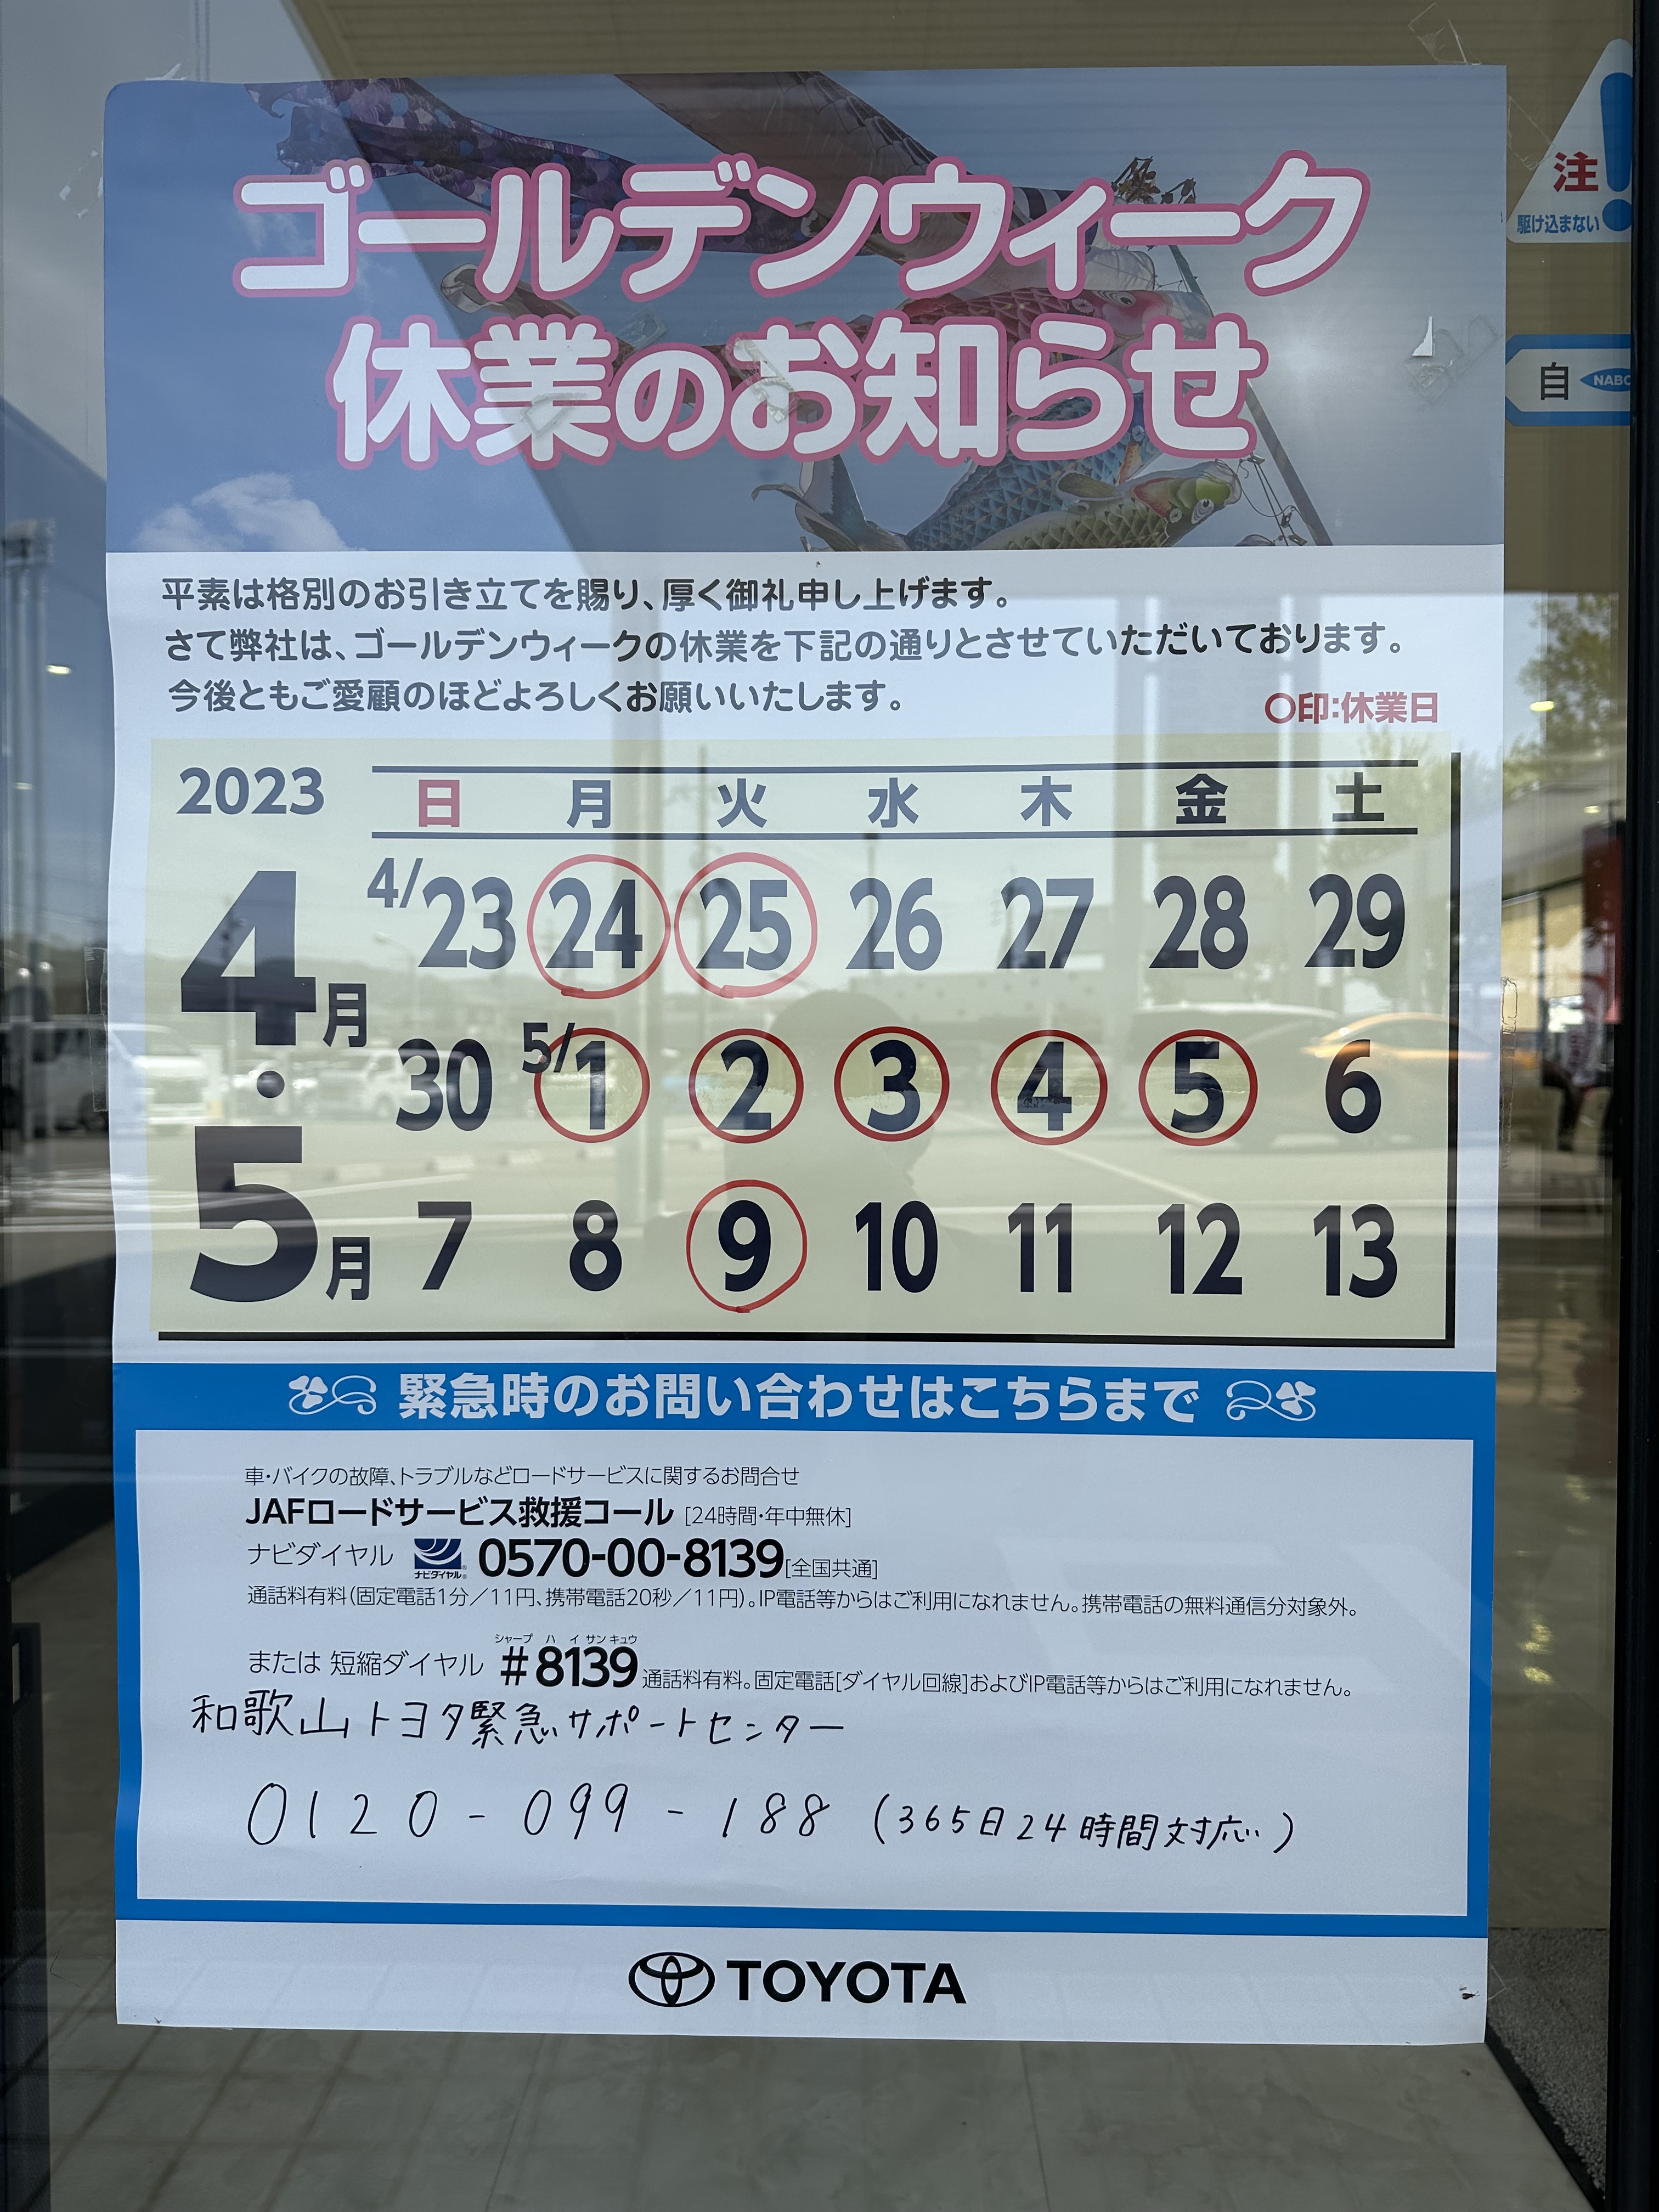 ゴールデンウィーク
休業のお知らせ
平素は格別のお引き立てを賜り、厚く御礼申し上げます。
さて弊社は、ゴールデンウィークの休業を下記の通りとさせていただいております。
今後ともご愛顧のほどよろしくお願いいたします。
〇印:休業日
2023 日 月 火 水 木 金 土
4月・5月
4/23 24 25 26 27 28 29
30 5/1 2 3 4 5 6
7 8 9 10 11 12 13
緊急時のお問い合わせはこちらまで
車・バイクの故障、トラブルなどロードサービスに関するお問合せ
JAFロードサービス救援コール [24時間・年中無休]
ナビダイヤル ナビダイヤル® 0570-00-8139[全国共通]
通話料有料(固定電話1分/11円、携帯電話20秒/11円)。IP電話等からはご利用になれません。携帯電話の無料通信分対象外。
シャープ ハ イ サン キュウ
または 短縮ダイヤル #8139 通話料有料。固定電話[ダイヤル回線]およびIP電話等からはご利用になれません。
和歌山トヨタ緊急サポートセンター
0120-099-188 (365日24時間対応)
TOYOTA
注
駆け込まない
自